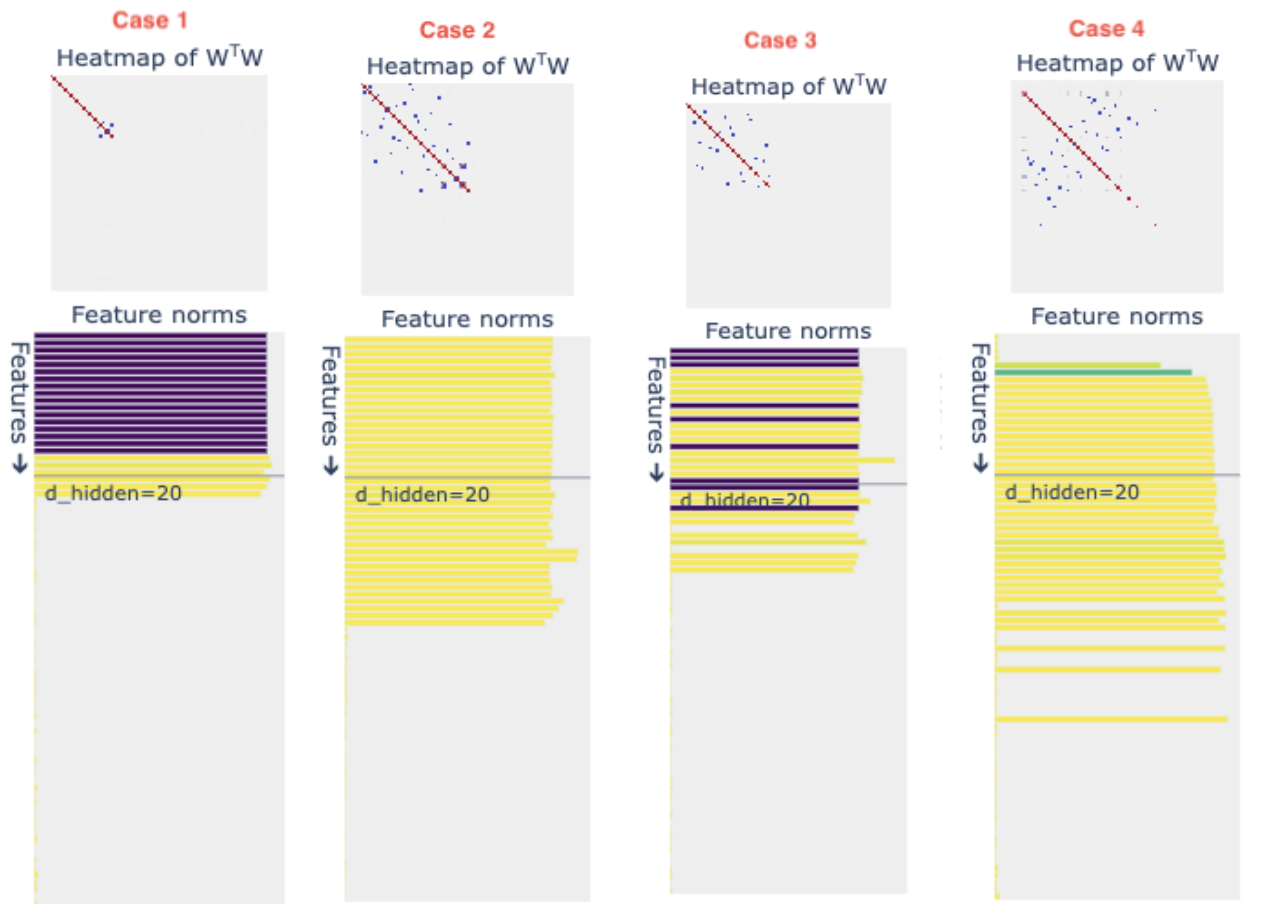 Case 1
Heatmap of WᵀW
Feature norms
Features →
d_hidden=20
Case 2
Heatmap of WᵀW
Feature norms
Features →
d_hidden=20
Case 3
Heatmap of WᵀW
Feature norms
Features →
d_hidden=20
Case 4
Heatmap of WᵀW
Feature norms
Features →
d_hidden=20